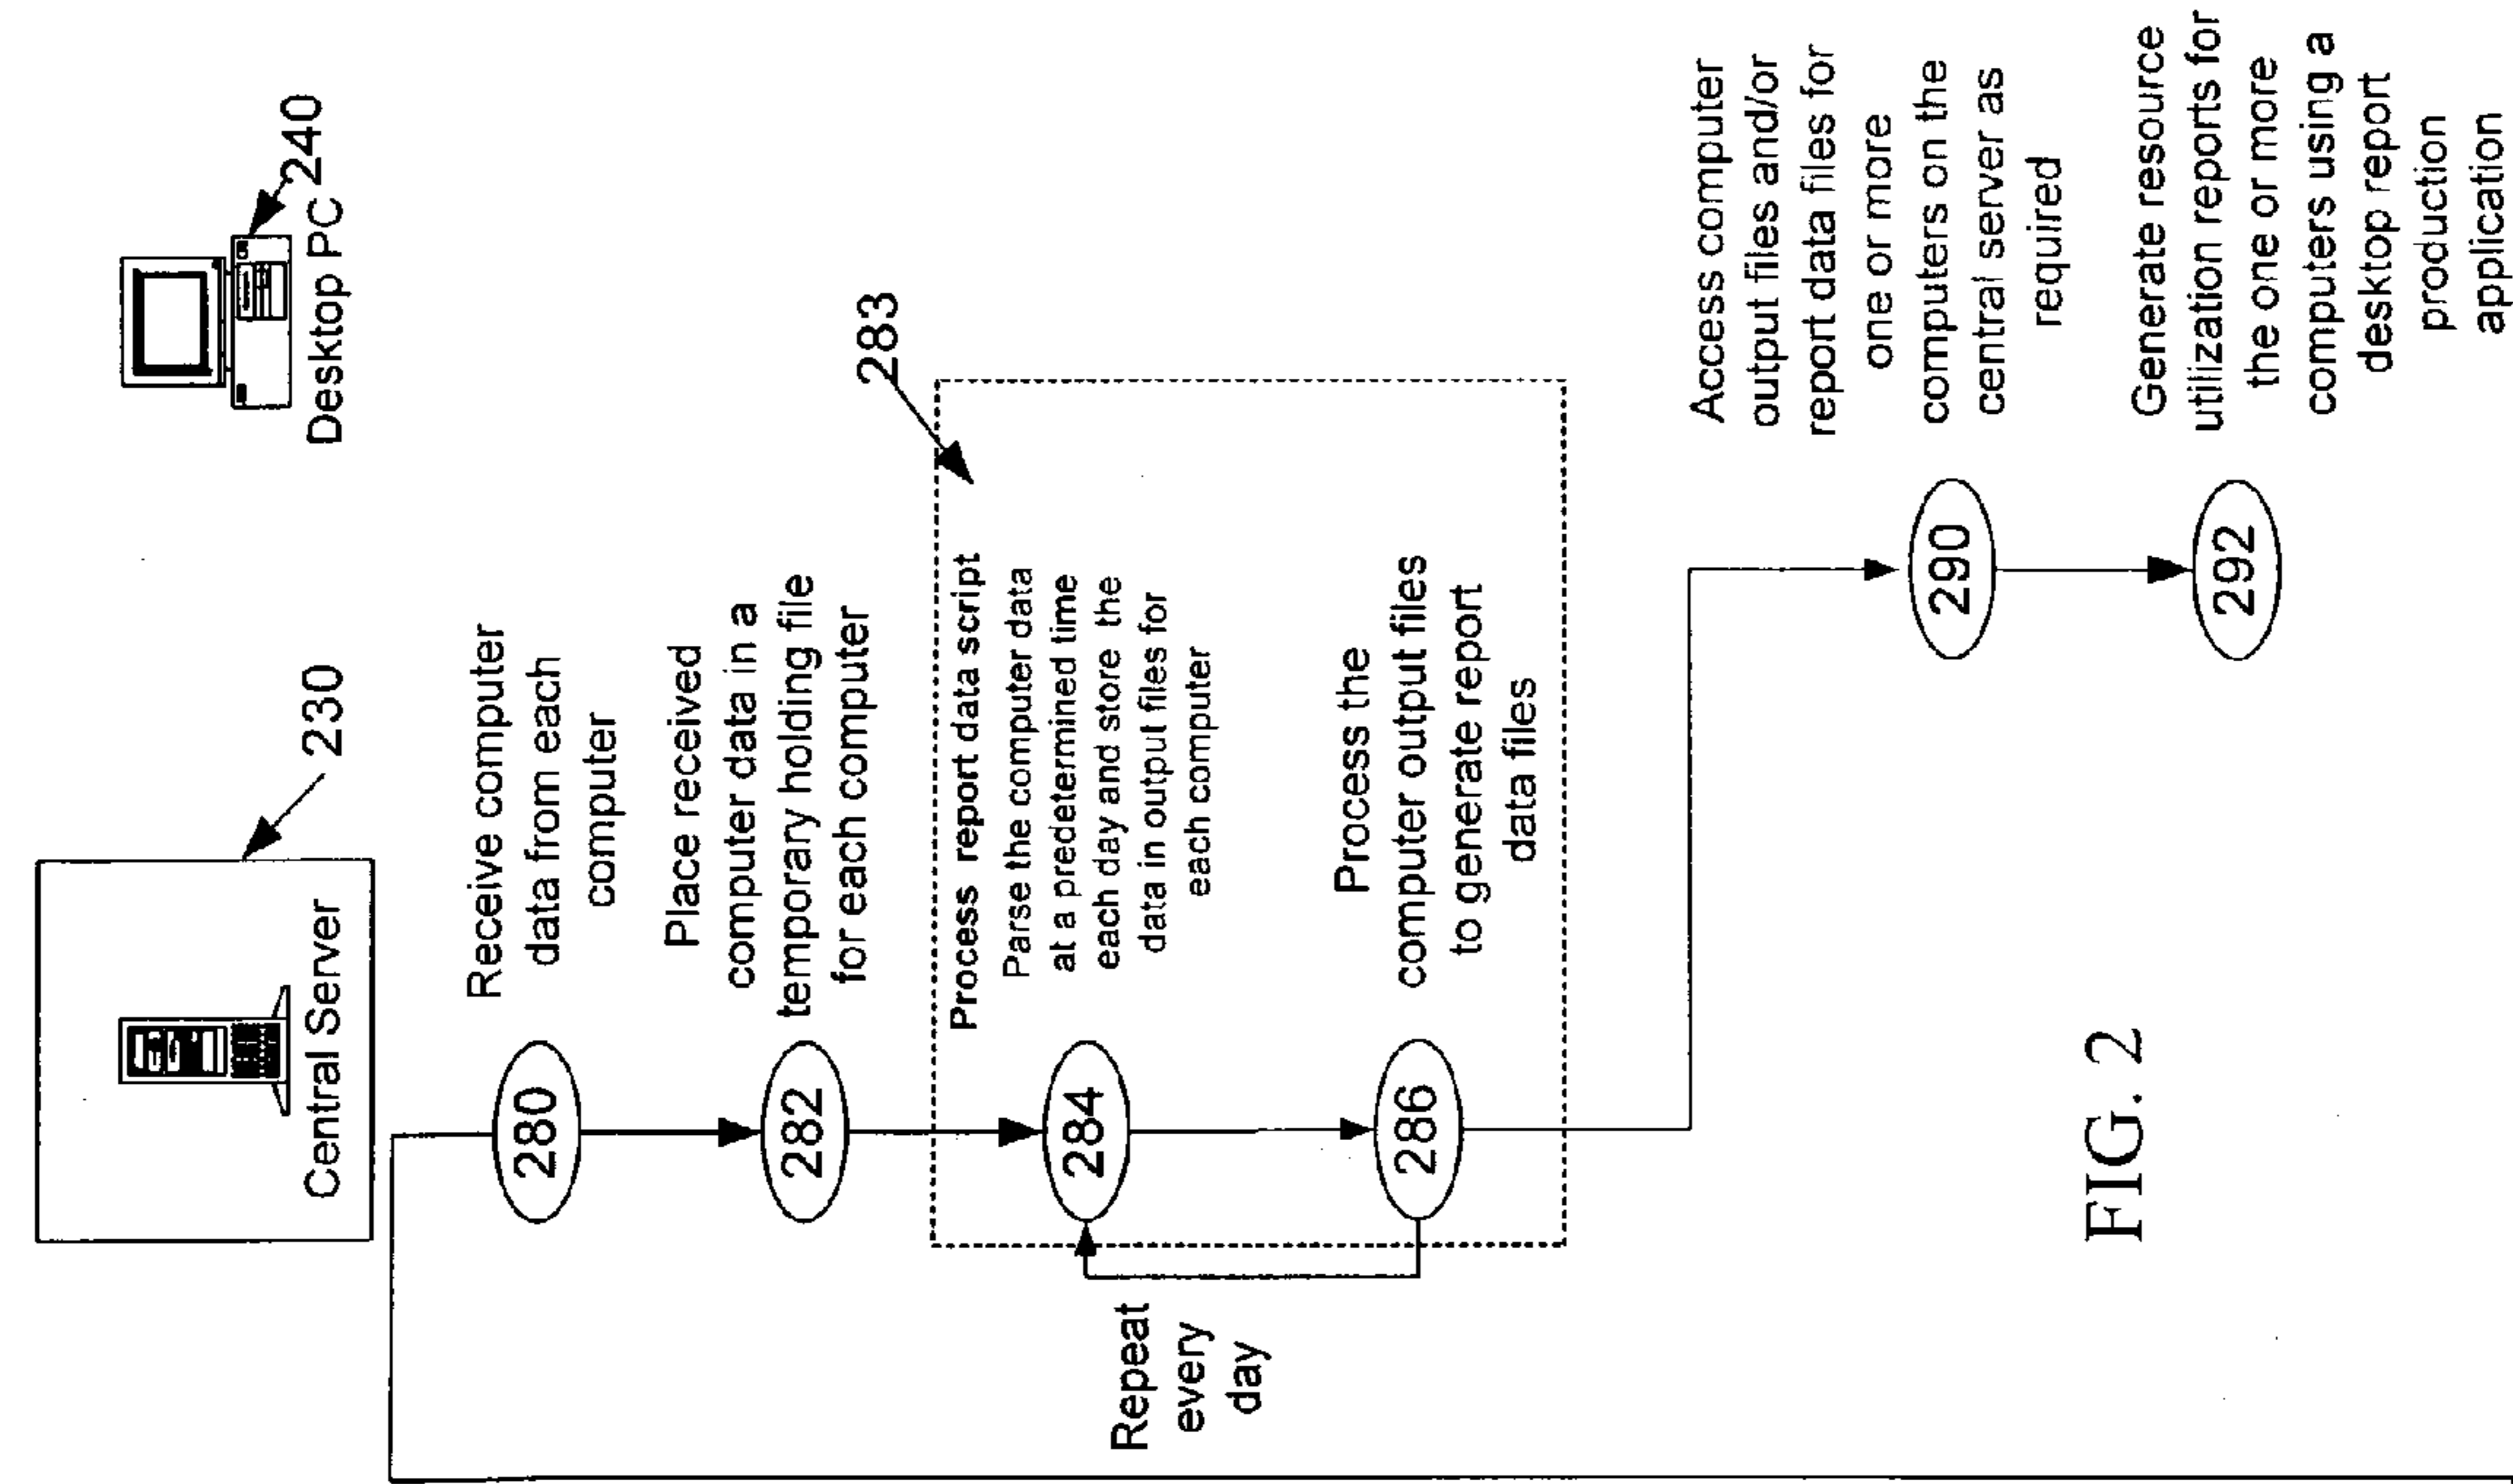 230
Central Server
240
Desktop PC
280
Receive computer
data from each
computer
282
Place received
computer data in a
temporary holding file
for each computer
283
Process report data script
284
Parse the computer data
at a predetermined time
each day and store the
data in output files for
each computer
Repeat
every
day
286
Process the
computer output files
to generate report
data files
290
Access computer
output files and/or
report data files for
one or more
computers on the
central server as
required
292
Generate resource
utilization reports for
the one or more
computers using a
desktop report
production
application
FIG. 2